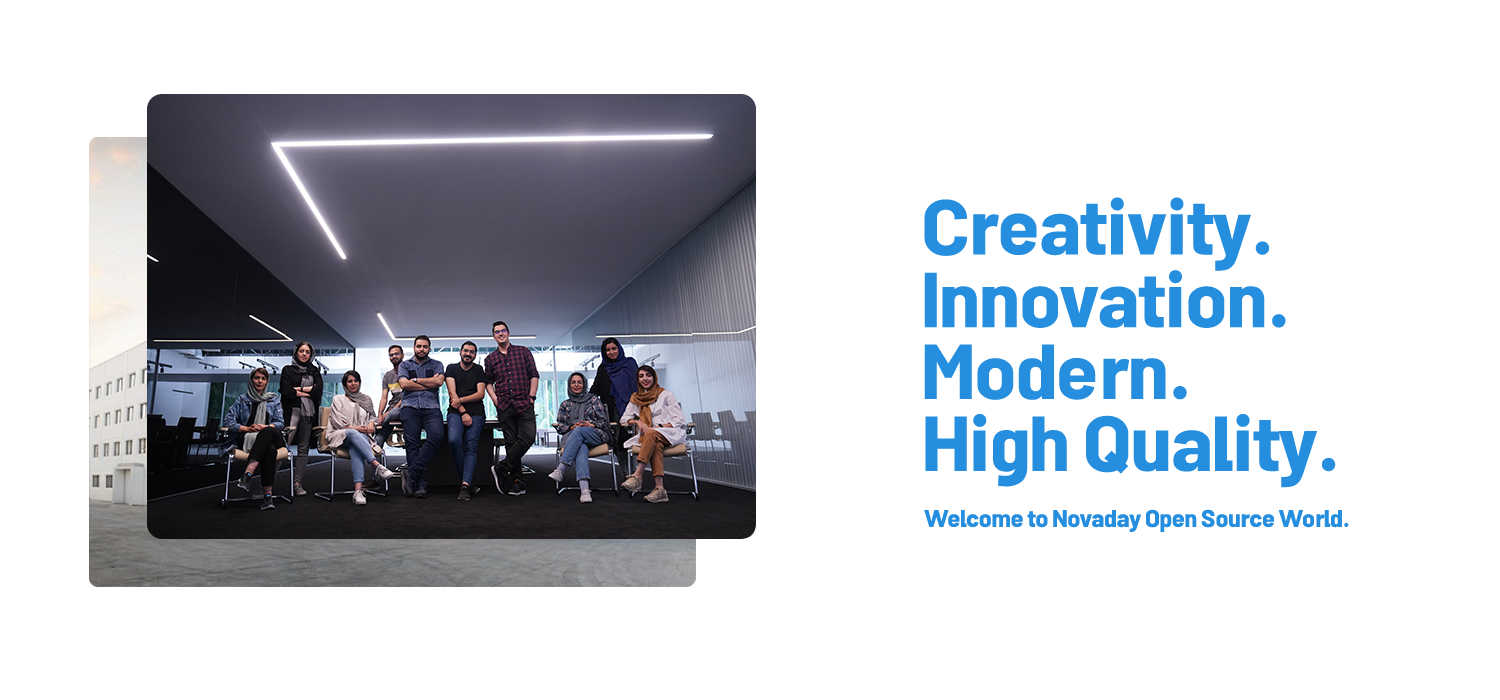 Creativity.
Innovation.
Modern.
High Quality.
Welcome to Novaday Open Source World.